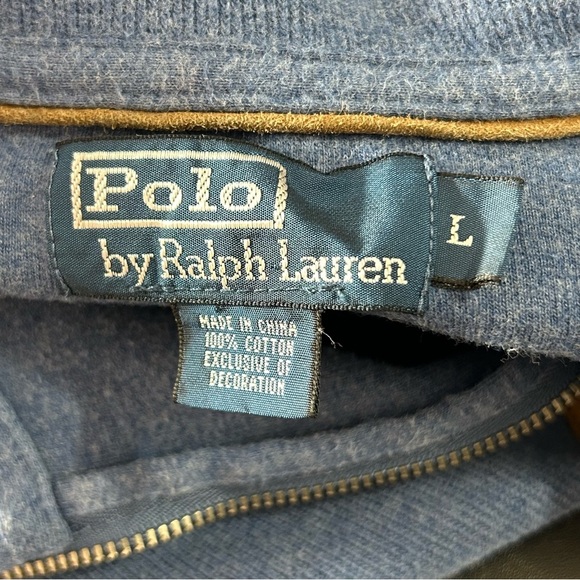 Polo
by Ralph Lauren
L
MADE IN CHINA
100% COTTON
EXCLUSIVE OF
DECORATION